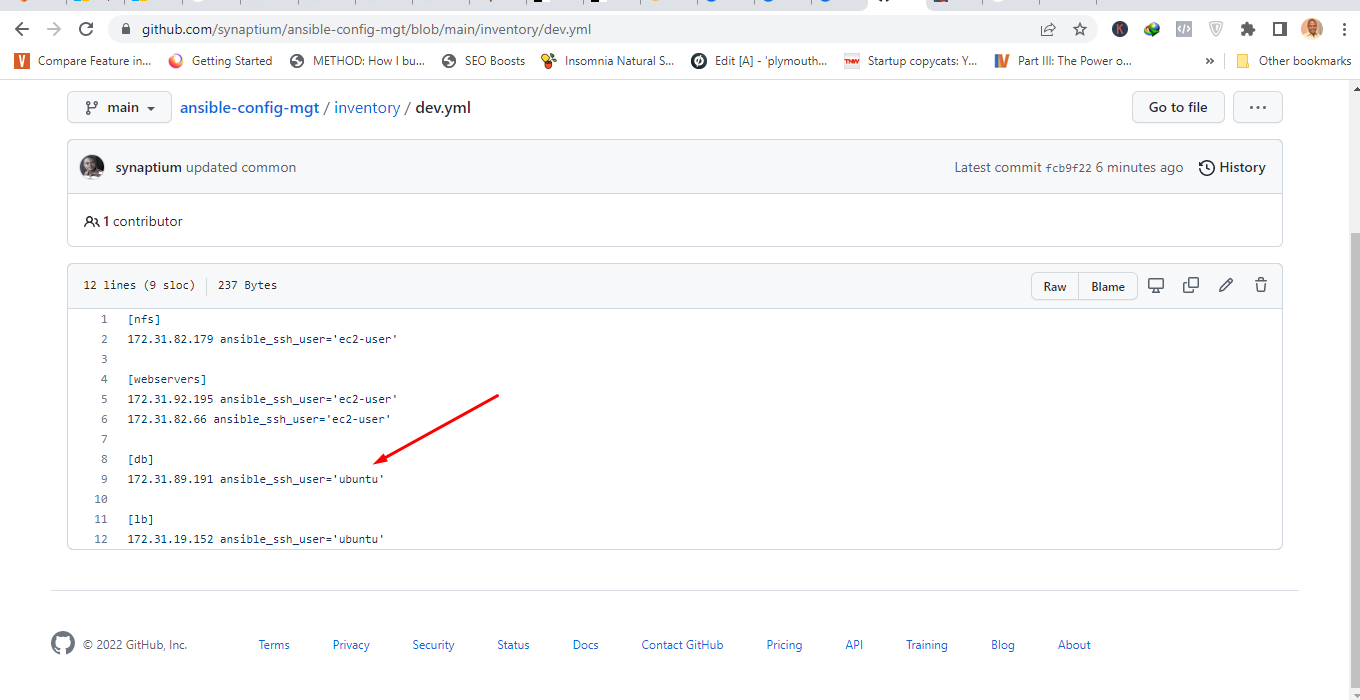 github.com/synaptium/ansible-config-mgt/blob/main/inventory/dev.yml
Compare Feature in... Getting Started METHOD: How I bu... SEO Boosts Insomnia Natural S... Edit [A] - 'plymouth... Startup copycats: Y... Part III: The Power o... » Other bookmarks
main ansible-config-mgt / inventory / dev.yml Go to file ...
synaptium updated common Latest commit fcb9f22 6 minutes ago History
1 contributor
12 lines (9 sloc) 237 Bytes Raw Blame
1 [nfs]
2 172.31.82.179 ansible_ssh_user='ec2-user'
3
4 [webservers]
5 172.31.92.195 ansible_ssh_user='ec2-user'
6 172.31.82.66 ansible_ssh_user='ec2-user'
7
8 [db]
9 172.31.89.191 ansible_ssh_user='ubuntu'
10
11 [lb]
12 172.31.19.152 ansible_ssh_user='ubuntu'
© 2022 GitHub, Inc. Terms Privacy Security Status Docs Contact GitHub Pricing API Training Blog About